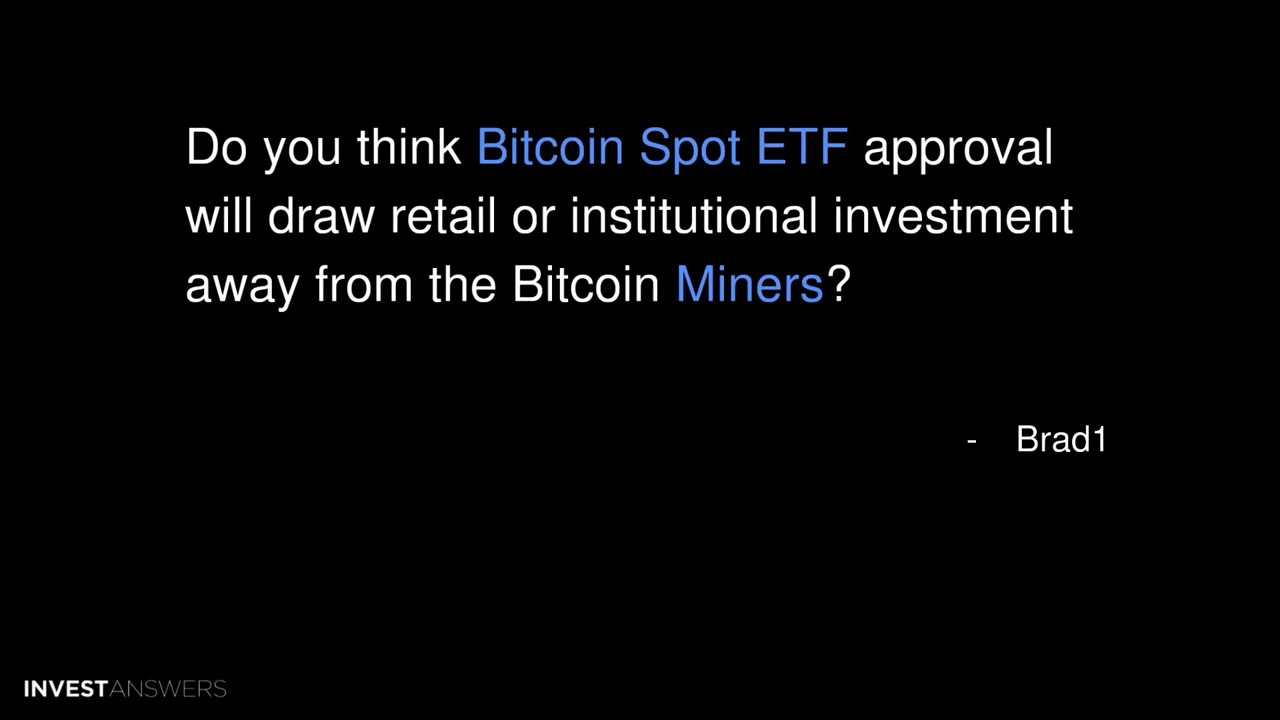 Do you think Bitcoin Spot ETF approval
will draw retail or institutional investment
away from the Bitcoin Miners?
- Brad1
INVESTANSWERS